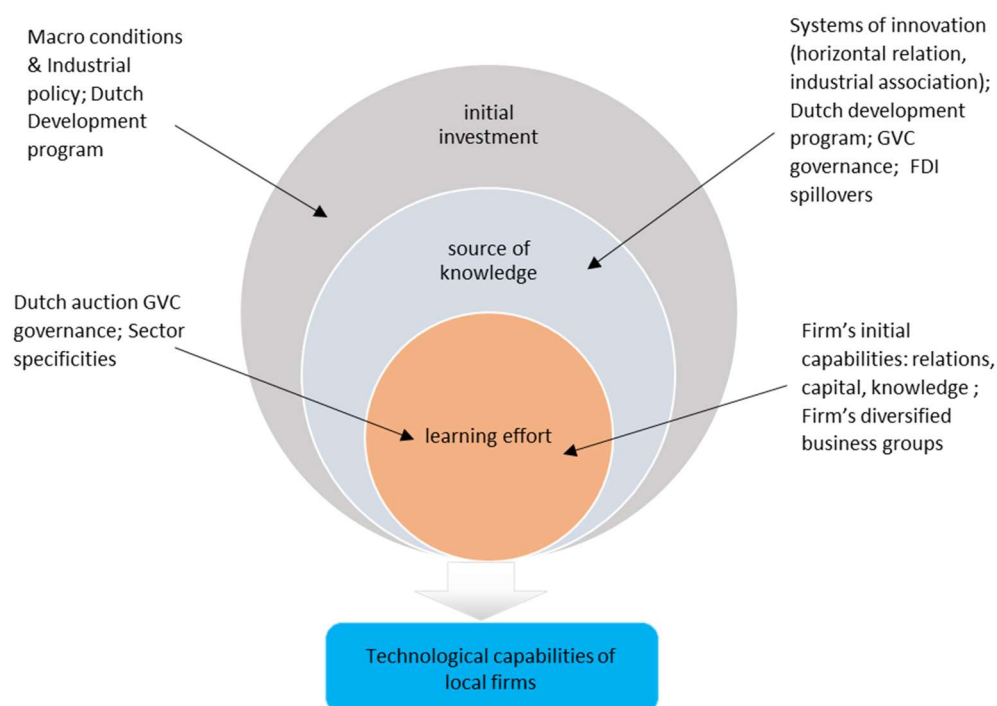 Macro conditions
& Industrial
policy; Dutch
Development
program
Systems of innovation
(horizontal relation,
industrial association);
Dutch development
program; GVC
governance;  FDI
spillovers
initial
investment
source of
knowledge
Dutch auction GVC
governance; Sector
specificities
Firm's initial
capabilities: relations,
capital, knowledge ;
Firm's diversified
business groups
learning effort
Technological capabilities of
local firms